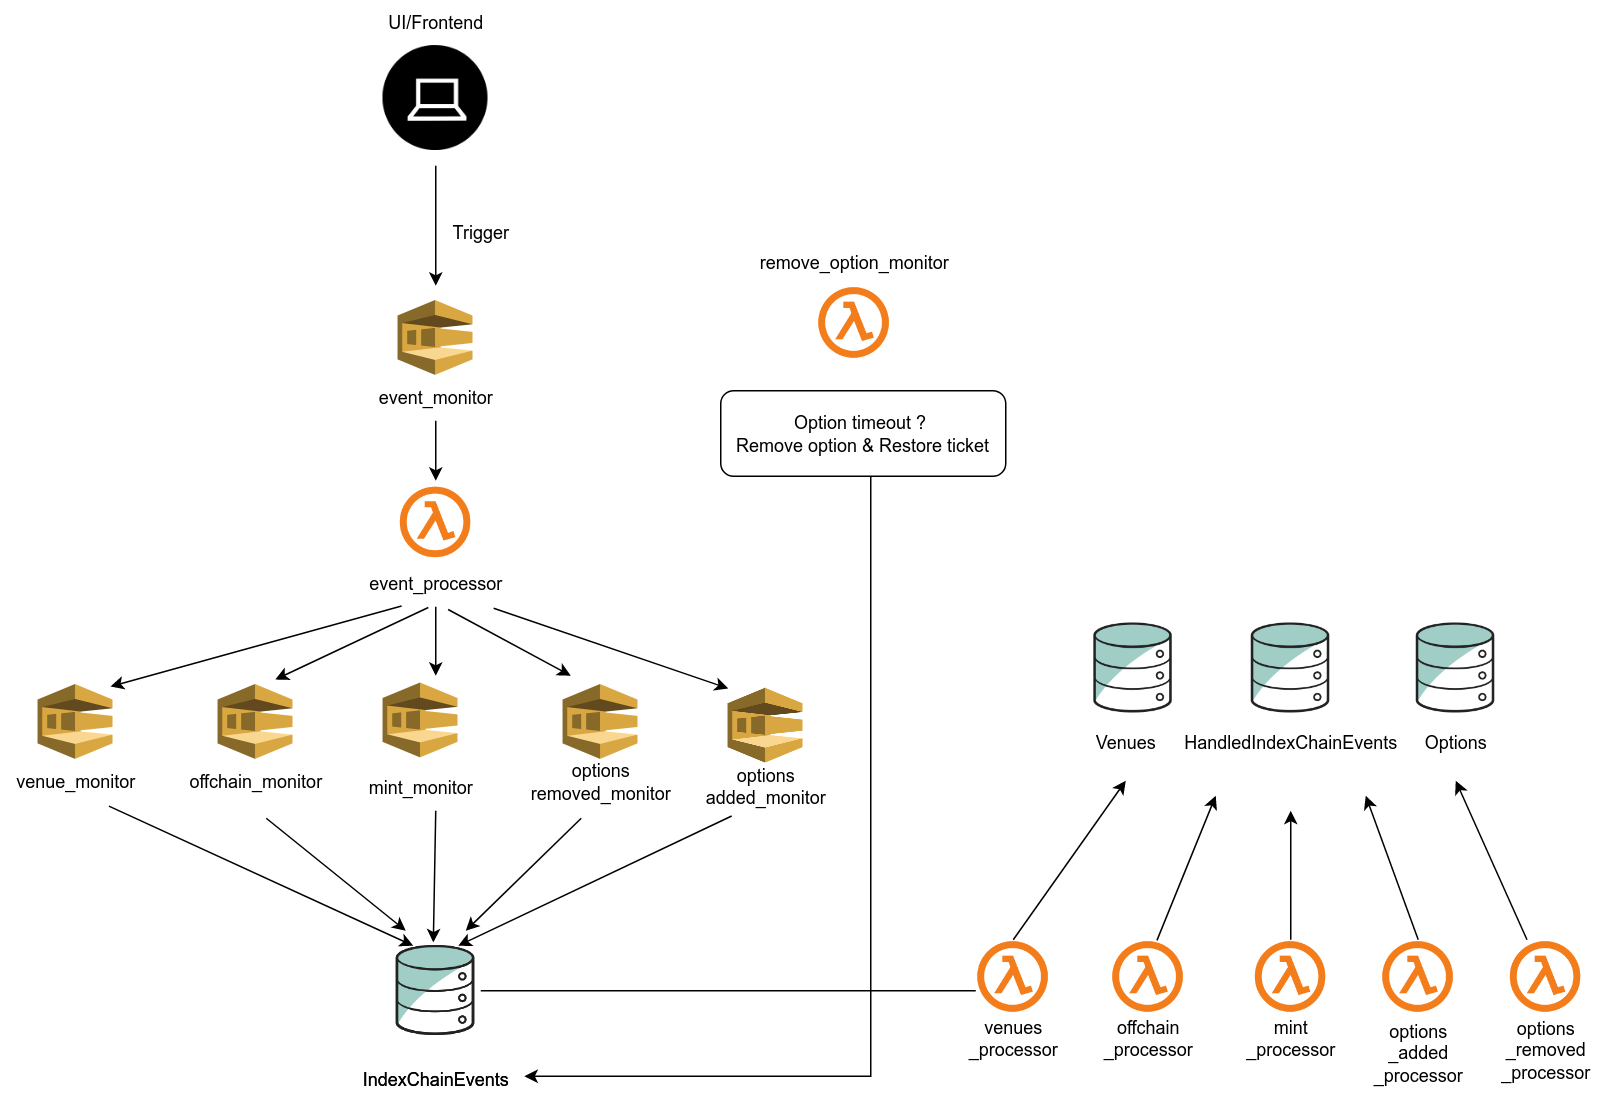 UI/Frontend
Trigger
remove_option_monitor
event_monitor
Option timeout ?
Remove option & Restore ticket
event_processor
Venues
HandledIndexChainEvents
Options
venue_monitor
offchain_monitor
mint_monitor
options
removed_monitor
options
added_monitor
venues
_processor
offchain
_processor
mint
_processor
options
_added
_processor
options
_removed
_processor
IndexChainEvents